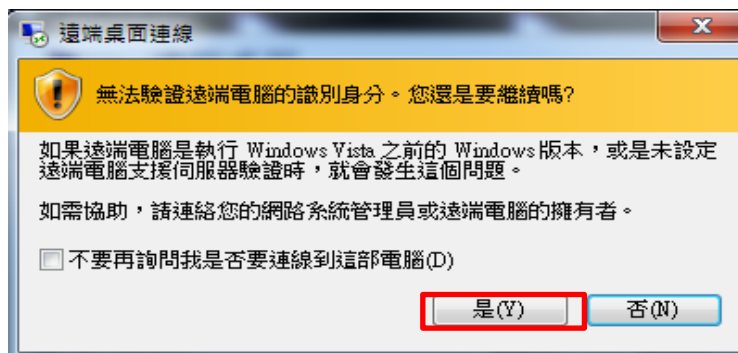 遠端桌面連線
無法驗證遠端電腦的識別身分。您還是要繼續嗎?
如果遠端電腦是執行 Windows Vista 之前的 Windows 版本，或是未設定
遠端電腦支援伺服器驗證時，就會發生這個問題。
如需協助，請連絡您的網路系統管理員或遠端電腦的擁有者。
不要再詢問我是否要連線到這部電腦(D)
是(Y) 否(N)